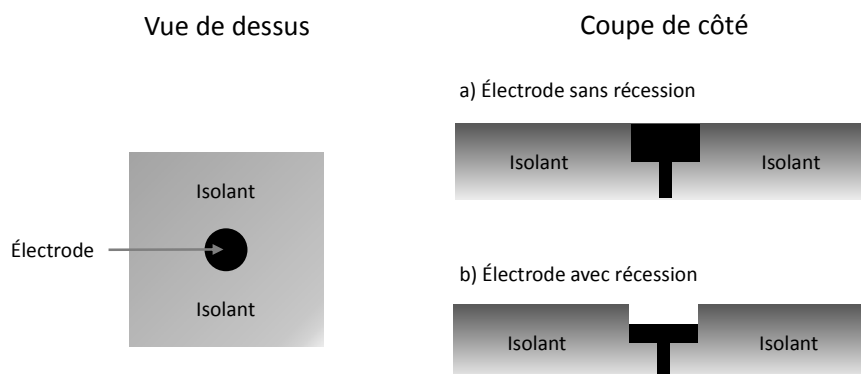 Vue de dessus
Coupe de côté
a) Électrode sans récession
Isolant
Isolant
Isolant
Électrode
Isolant
b) Électrode avec récession
Isolant
Isolant